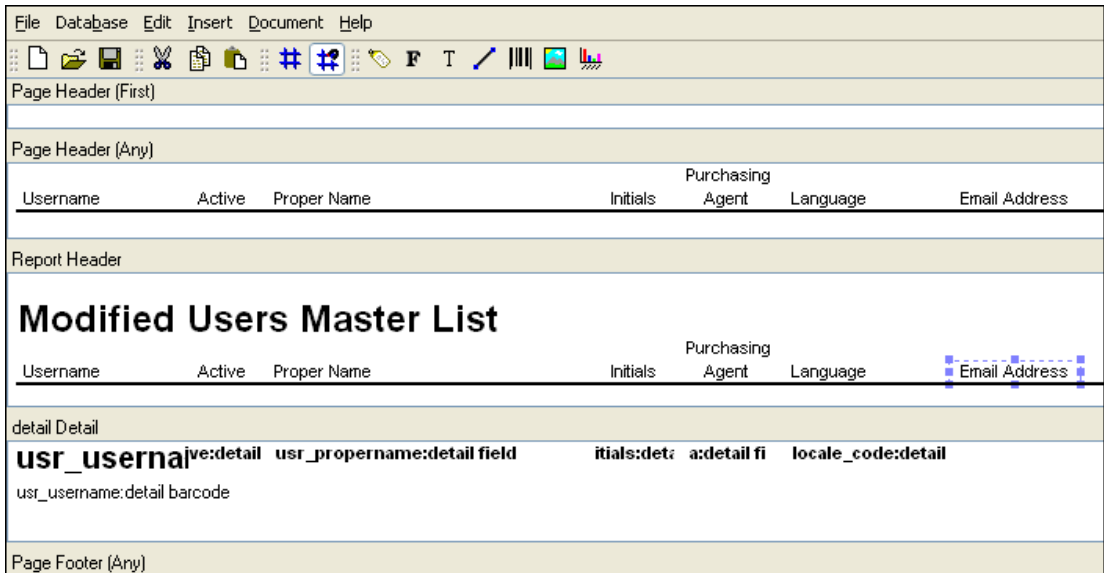 File Database Edit Insert Document Help
F T
Page Header (First)
Page Header (Any)
Purchasing
Username Active Proper Name Initials Agent Language Email Address
Report Header
Modified Users Master List
Purchasing
Username Active Proper Name Initials Agent Language Email Address
detail Detail
usr_usernai ve:detail usr_propername:detail field itials:deta a:detail fi locale_code:detail
usr_username:detail barcode
Page Footer (Any)